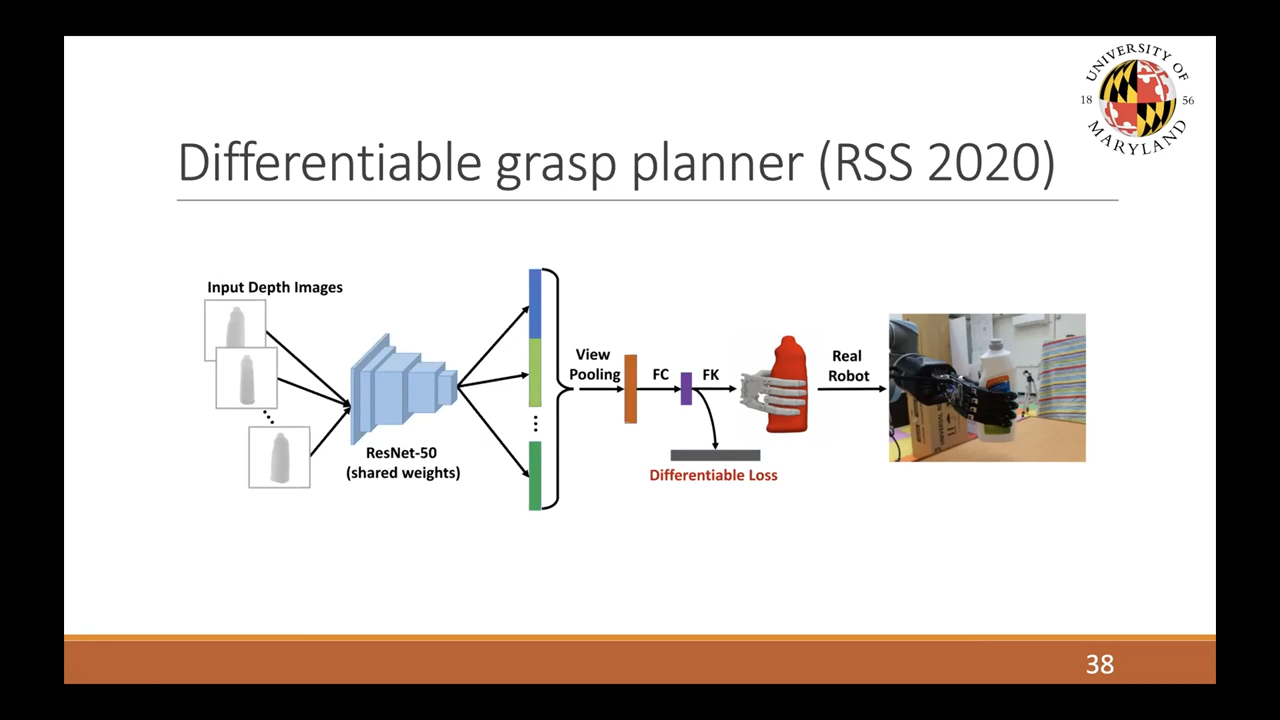 UNIVERSITY OF
18 56
MARYLAND
Differentiable grasp planner (RSS 2020)
Input Depth Images
ResNet-50
(shared weights)
View
Pooling
FC
FK
Differentiable Loss
Real
Robot
38